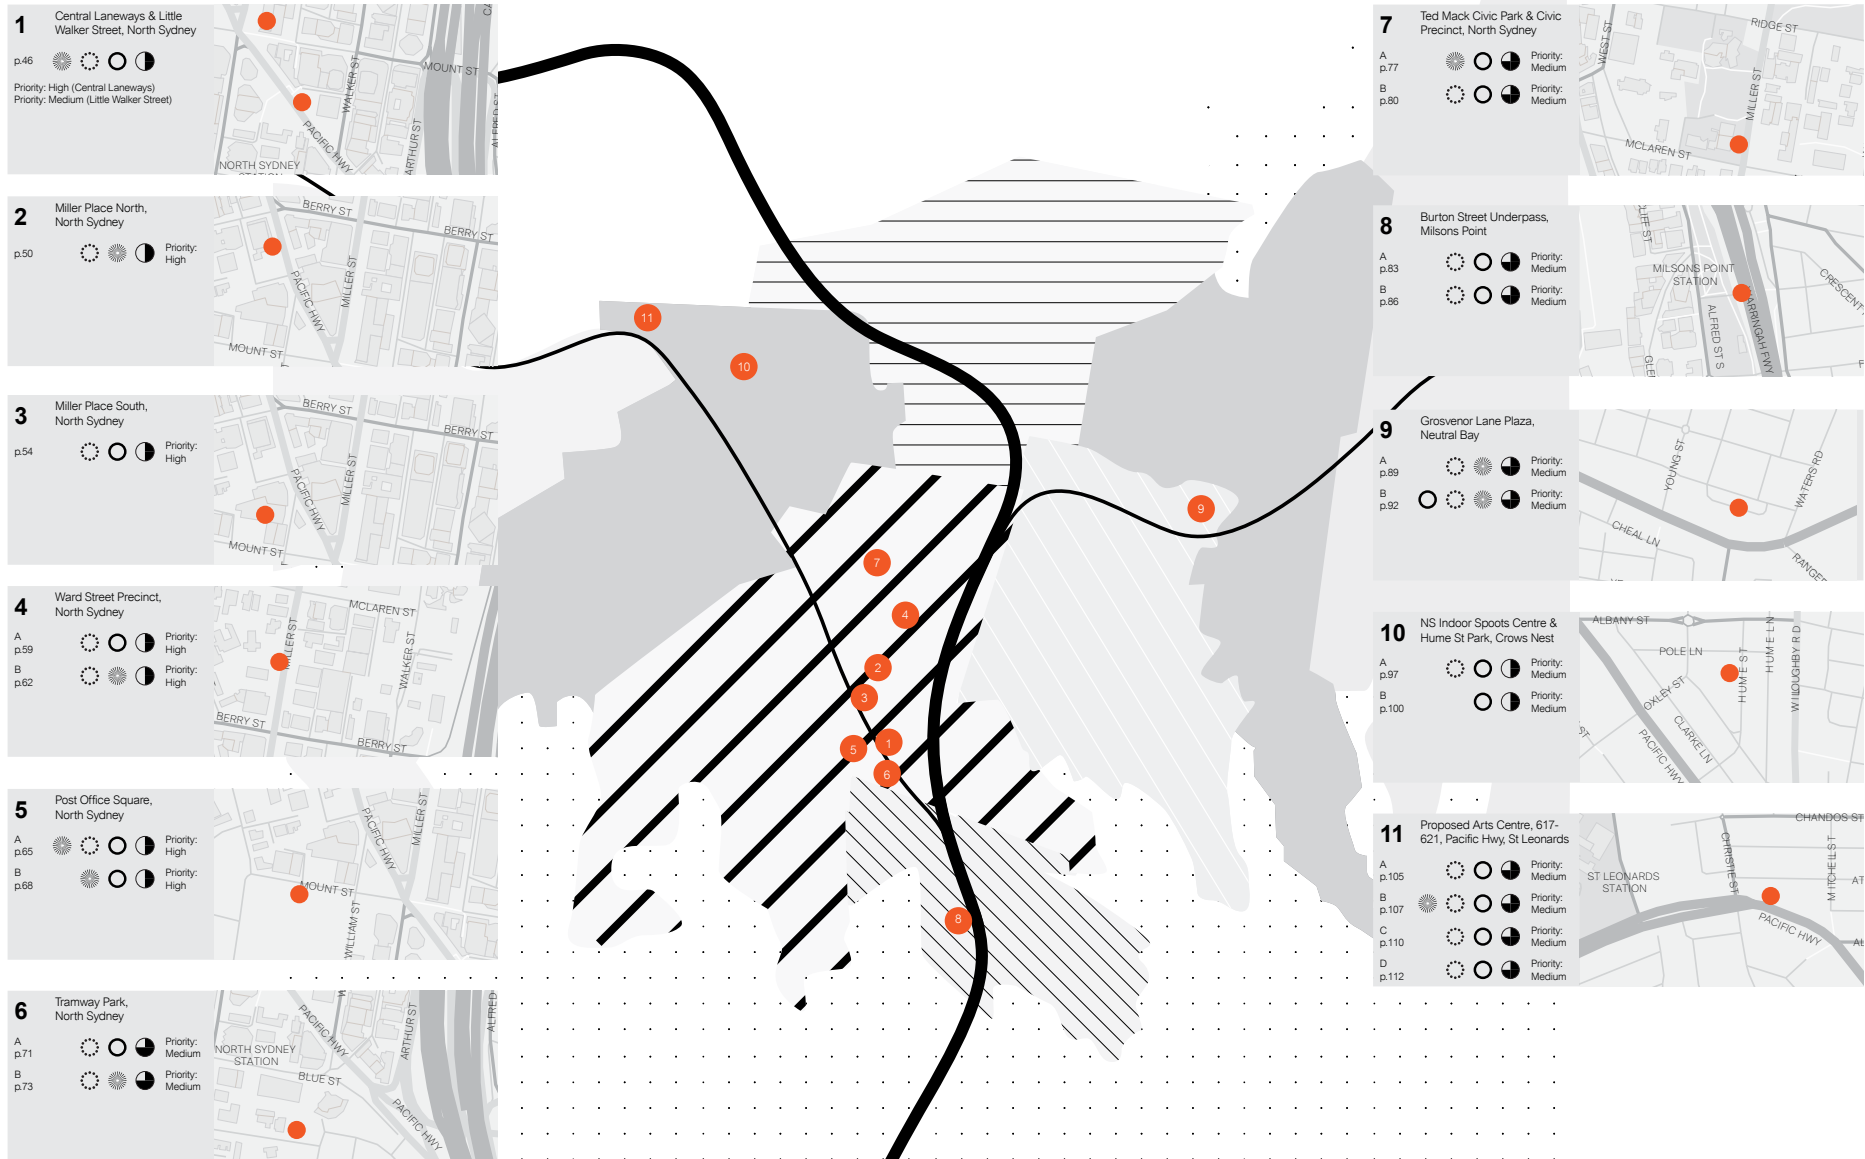 1
Central Laneways & Little
Walker Street, North Sydney
p.46
Priority: High (Central Laneways)
Priority: Medium (Little Walker Street)
MOUNT ST
WALKER ST
PACIFIC HWY
ARTHUR ST
ALFRED ST
NORTH SYDNEY
STATION
2
Miller Place North,
North Sydney
p.50
Priority:
High
BERRY ST
BERRY ST
PACIFIC HWY
MILLER ST
MOUNT ST
3
Miller Place South,
North Sydney
p.54
Priority:
High
BERRY ST
BERRY ST
PACIFIC HWY
MILLER ST
MOUNT ST
4
Ward Street Precinct,
North Sydney
A
p.59
Priority:
High
B
p.62
Priority:
High
MCLAREN ST
MILLER ST
WALKER ST
BERRY ST
BERRY ST
5
Post Office Square,
North Sydney
A
p.65
Priority:
High
B
p.68
Priority:
High
PACIFIC HWY
MILLER ST
MOUNT ST
WILLIAM ST
6
Tramway Park,
North Sydney
A
p.71
Priority:
Medium
B
p.73
Priority:
Medium
PACIFIC HWY
ARTHUR ST
ALFRED
NORTH SYDNEY
STATION
BLUE ST
PACIFIC HWY
11
10
9
7
4
2
3
5
1
6
8
7
Ted Mack Civic Park & Civic
Precinct, North Sydney
A
p.77
Priority:
Medium
B
p.80
Priority:
Medium
RIDGE ST
WEST ST
MILLER ST
MCLAREN ST
8
Burton Street Underpass,
Milsons Point
A
p.83
Priority:
Medium
B
p.86
Priority:
Medium
MILSONS POINT
STATION
ALFRED ST S
WARRINGAH FWY
9
Grosvenor Lane Plaza,
Neutral Bay
A
p.89
Priority:
Medium
B
p.92
Priority:
Medium
YOUNG ST
WATERS RD
CHEAL LN
10
NS Indoor Spoots Centre &
Hume St Park, Crows Nest
A
p.97
Priority:
Medium
B
p.100
Priority:
Medium
ALBANY ST
POLE LN
HUME ST
HUME LN
WILLOUGHBY RD
OXLEY ST
CLARKE LN
PACIFIC HWY
ST
11
Proposed Arts Centre, 617-
621, Pacific Hwy, St Leonards
A
p.105
Priority:
Medium
B
p.107
Priority:
Medium
C
p.110
Priority:
Medium
D
p.112
Priority:
Medium
CHANDOS ST
CHRISTIE ST
MITCHELL ST
ST LEONARDS
STATION
PACIFIC HWY